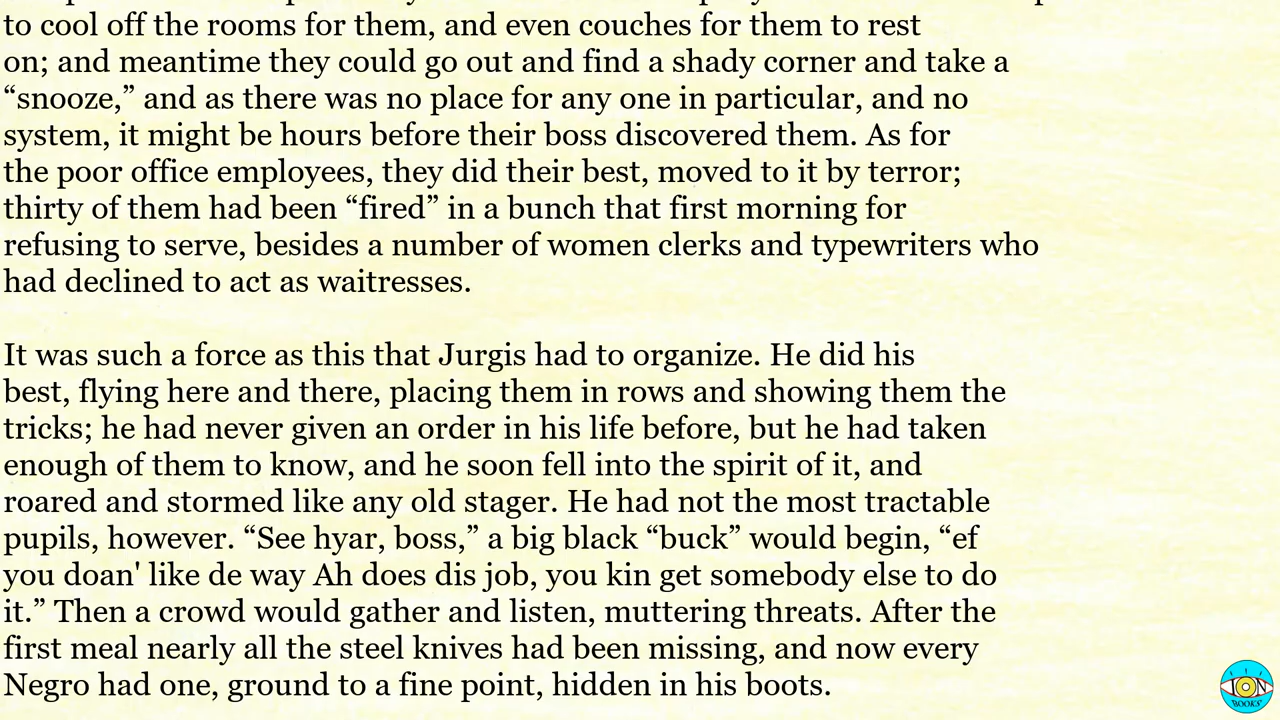 to cool off the rooms for them, and even couches for them to rest
on; and meantime they could go out and find a shady corner and take a
“snooze,” and as there was no place for any one in particular, and no
system, it might be hours before their boss discovered them. As for
the poor office employees, they did their best, moved to it by terror;
thirty of them had been “fired” in a bunch that first morning for
refusing to serve, besides a number of women clerks and typewriters who
had declined to act as waitresses.

It was such a force as this that Jurgis had to organize. He did his
best, flying here and there, placing them in rows and showing them the
tricks; he had never given an order in his life before, but he had taken
enough of them to know, and he soon fell into the spirit of it, and
roared and stormed like any old stager. He had not the most tractable
pupils, however. “See hyar, boss,” a big black “buck” would begin, “ef
you doan' like de way Ah does dis job, you kin get somebody else to do
it.” Then a crowd would gather and listen, muttering threats. After the
first meal nearly all the steel knives had been missing, and now every
Negro had one, ground to a fine point, hidden in his boots.
ION
BOOKS